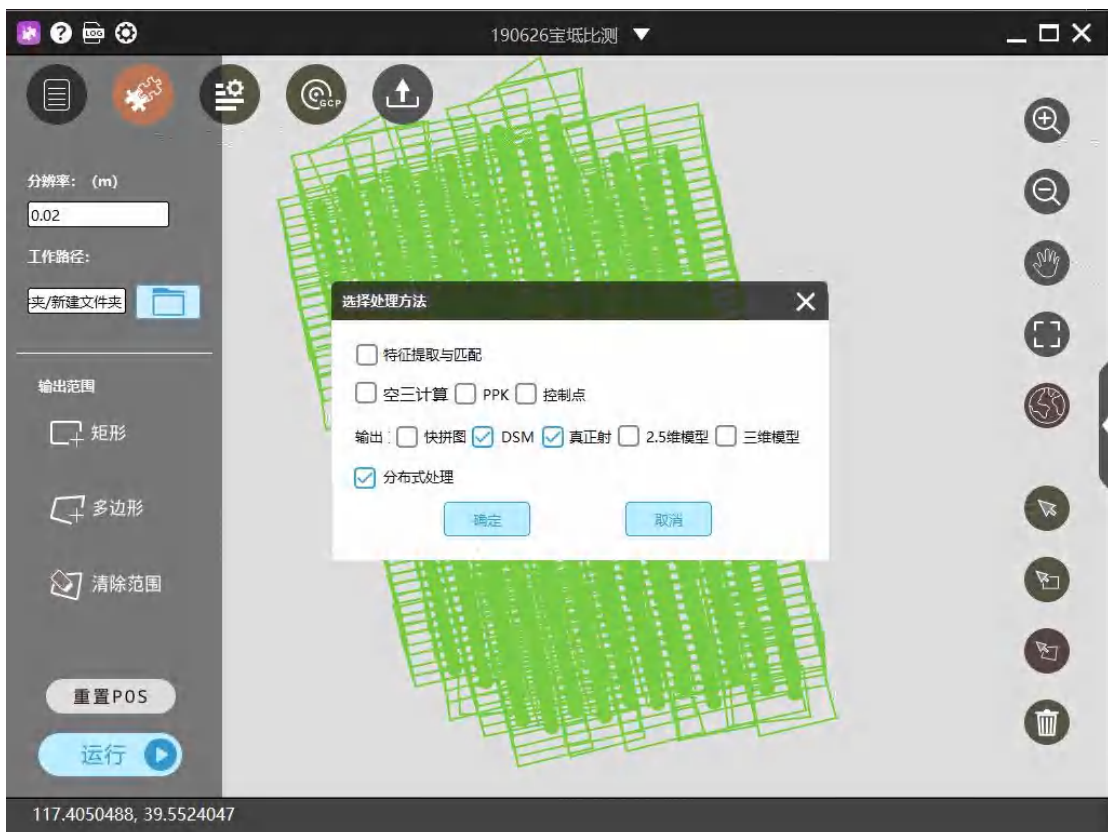 ? LOG 190626宝坻比测 ▼
GCP
分辨率: (m)
0.02
工作路径:
夹/新建文件夹
选择处理方法
特征提取与匹配
空三计算 PPK 控制点
输出: 快拼图 DSM 真正射 2.5维模型 三维模型
分布式处理
确定 取消
输出范围
矩形
多边形
清除范围
重置POS
运行
117.4050488, 39.5524047